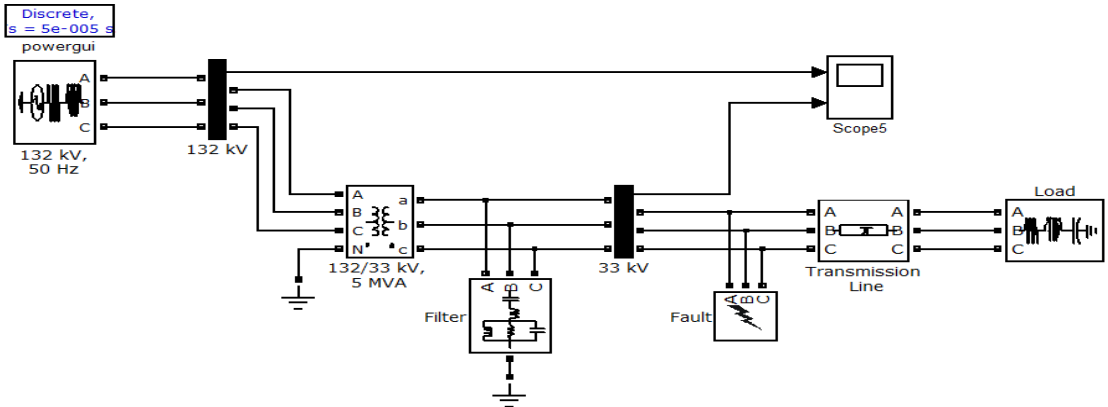 Discrete,
s = 5e-005 s
powergui
A
B
C
132 kV,
50 Hz
132 kV
Scope5
A
B
C
N
a
b
c
132/33 kV,
5 MVA
33 kV
A
B
C
Filter
A
B
C
Fault
A
B
C
A
B
C
Transmission
Line
Load
A
B
C